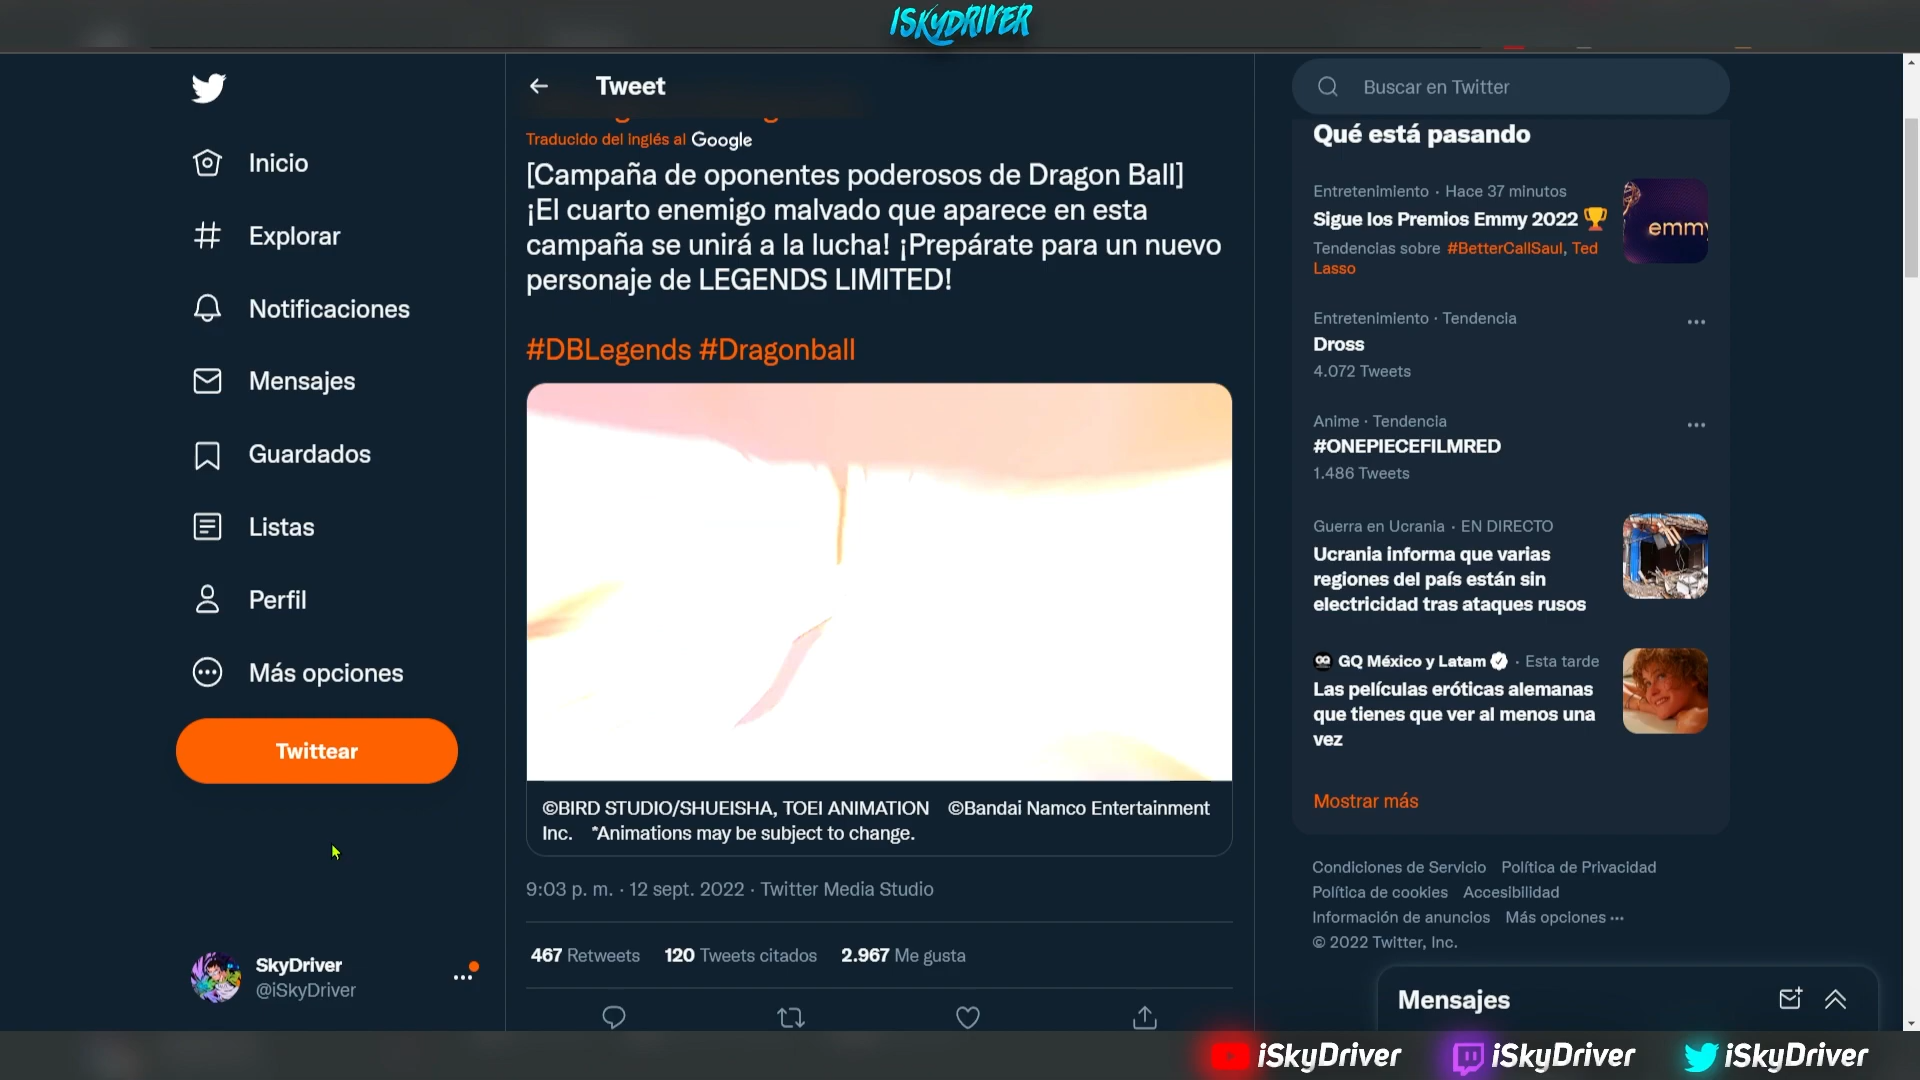 iSKYDRIVER
Tweet
Buscar en Twitter
Inicio
Explorar
Notificaciones
Mensajes
Guardados
Listas
Perfil
Más opciones
Twittear
SkyDriver
@iSkyDriver
Traducido del inglés al Google
[Campaña de oponentes poderosos de Dragon Ball]
¡El cuarto enemigo malvado que aparece en esta
campaña se unirá a la lucha! ¡Prepárate para un nuevo
personaje de LEGENDS LIMITED!
#DBLegends #Dragonball
©BIRD STUDIO/SHUEISHA, TOEI ANIMATION ©Bandai Namco Entertainment
Inc. *Animations may be subject to change.
9:03 p. m. · 12 sept. 2022 · Twitter Media Studio
467 Retweets 120 Tweets citados 2.967 Me gusta
Qué está pasando
Entretenimiento · Hace 37 minutos
Sigue los Premios Emmy 2022
Tendencias sobre #BetterCallSaul, Ted
Lasso
emmy
Entretenimiento · Tendencia
Dross
4.072 Tweets
Anime · Tendencia
#ONEPIECEFILMRED
1.486 Tweets
Guerra en Ucrania · EN DIRECTO
Ucrania informa que varias
regiones del país están sin
electricidad tras ataques rusos
GQ México y Latam · Esta tarde
Las películas eróticas alemanas
que tienes que ver al menos una
vez
Mostrar más
Condiciones de Servicio Política de Privacidad
Política de cookies Accesibilidad
Información de anuncios Más opciones ···
© 2022 Twitter, Inc.
Mensajes
iSkyDriver iSkyDriver iSkyDriver